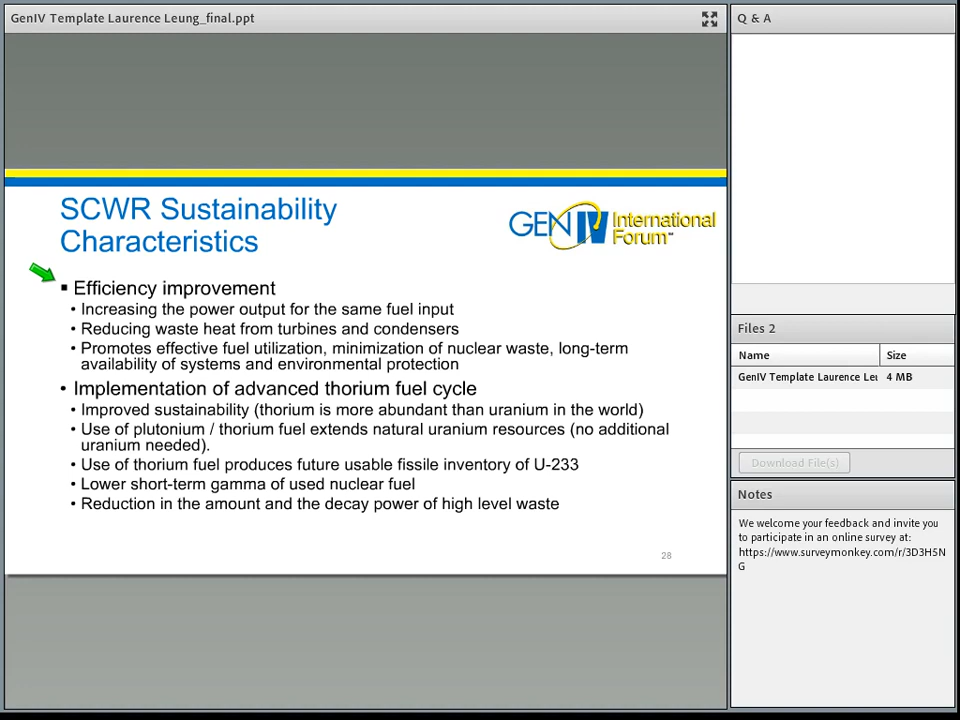 GenIV Template Laurence Leung_final.ppt
SCWR Sustainability
Characteristics
GEN IV International
Forum™
▪ Efficiency improvement
• Increasing the power output for the same fuel input
• Reducing waste heat from turbines and condensers
• Promotes effective fuel utilization, minimization of nuclear waste, long-term
availability of systems and environmental protection
• Implementation of advanced thorium fuel cycle
• Improved sustainability (thorium is more abundant than uranium in the world)
• Use of plutonium / thorium fuel extends natural uranium resources (no additional
uranium needed).
• Use of thorium fuel produces future usable fissile inventory of U-233
• Lower short-term gamma of used nuclear fuel
• Reduction in the amount and the decay power of high level waste
28
Q & A
Files 2
Name Size
GenIV Template Laurence Leu 4 MB
Download File(s)
Notes
We welcome your feedback and invite you
to participate in an online survey at:
https://www.surveymonkey.com/r/3D3H5N
G